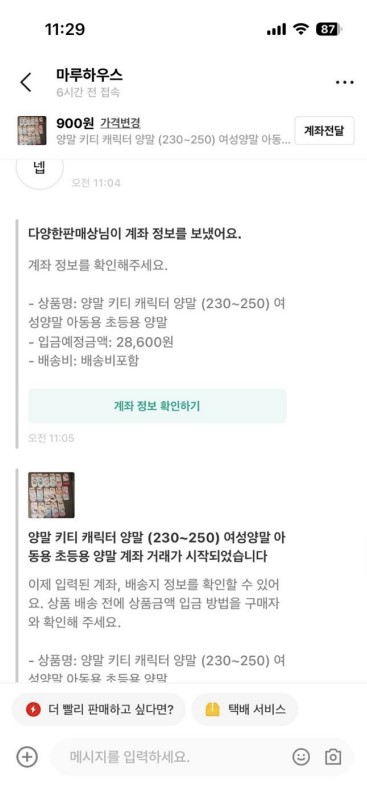 11:29
87
마루하우스
6시간 전 접속
900원 가격변경
양말 키티 캐릭터 양말 (230~250) 여성양말 아동...
계좌전달
넵
오전 11:04
다양한판매상님이 계좌 정보를 보냈어요.
계좌 정보를 확인해주세요.
- 상품명: 양말 키티 캐릭터 양말 (230~250) 여
성양말 아동용 초등용 양말
- 입금예정금액: 28,600원
- 배송비: 배송비포함
계좌 정보 확인하기
오전 11:05
양말 키티 캐릭터 양말 (230~250) 여성양말 아
동용 초등용 양말 계좌 거래가 시작되었습니다
이제 입력된 계좌, 배송지 정보를 확인할 수 있어
요. 상품 배송 전에 상품금액 입금 방법을 구매자
와 확인해 주세요.
- 상품명: 양말 키티 캐릭터 양말 (230~250) 여
성양말 아동용 초등용 양말
더 빨리 판매하고 싶다면?
택배 서비스
메시지를 입력하세요.